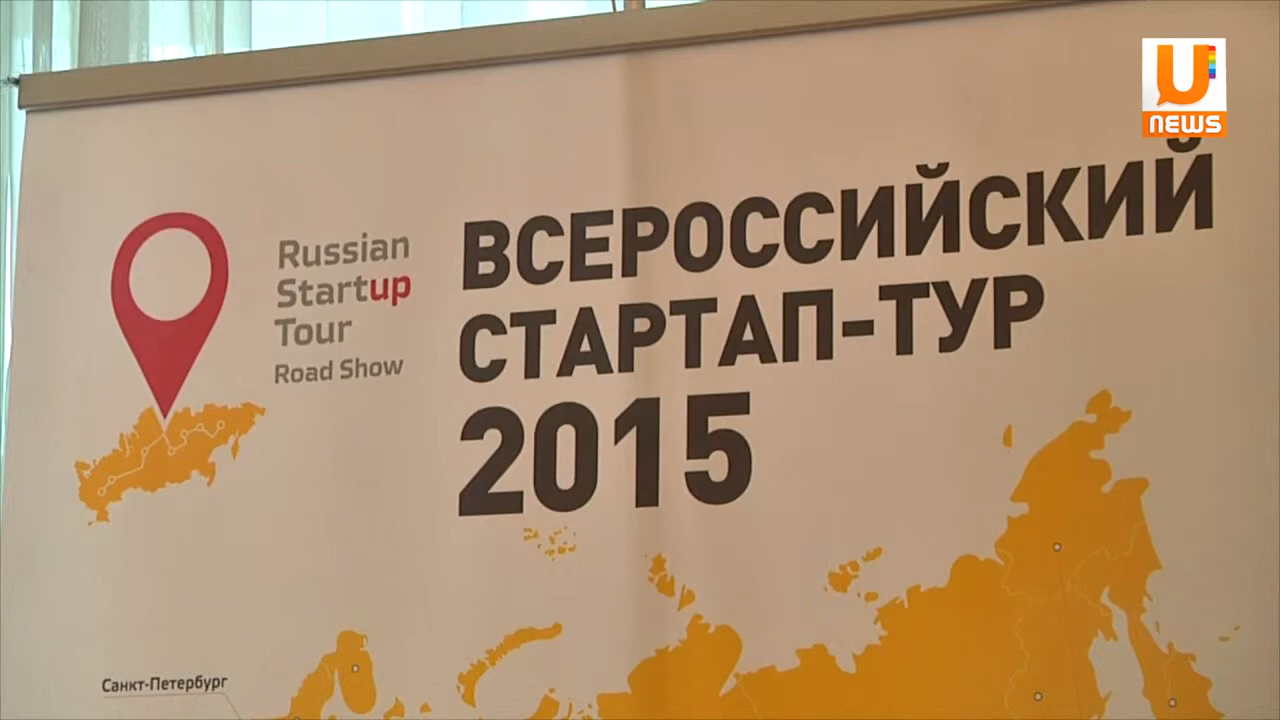 U
NEWS
Russian
Startup
Tour
Road Show
ВСЕРОССИЙСКИЙ
СТАРТАП-ТУР
2015
Санкт-Петербург